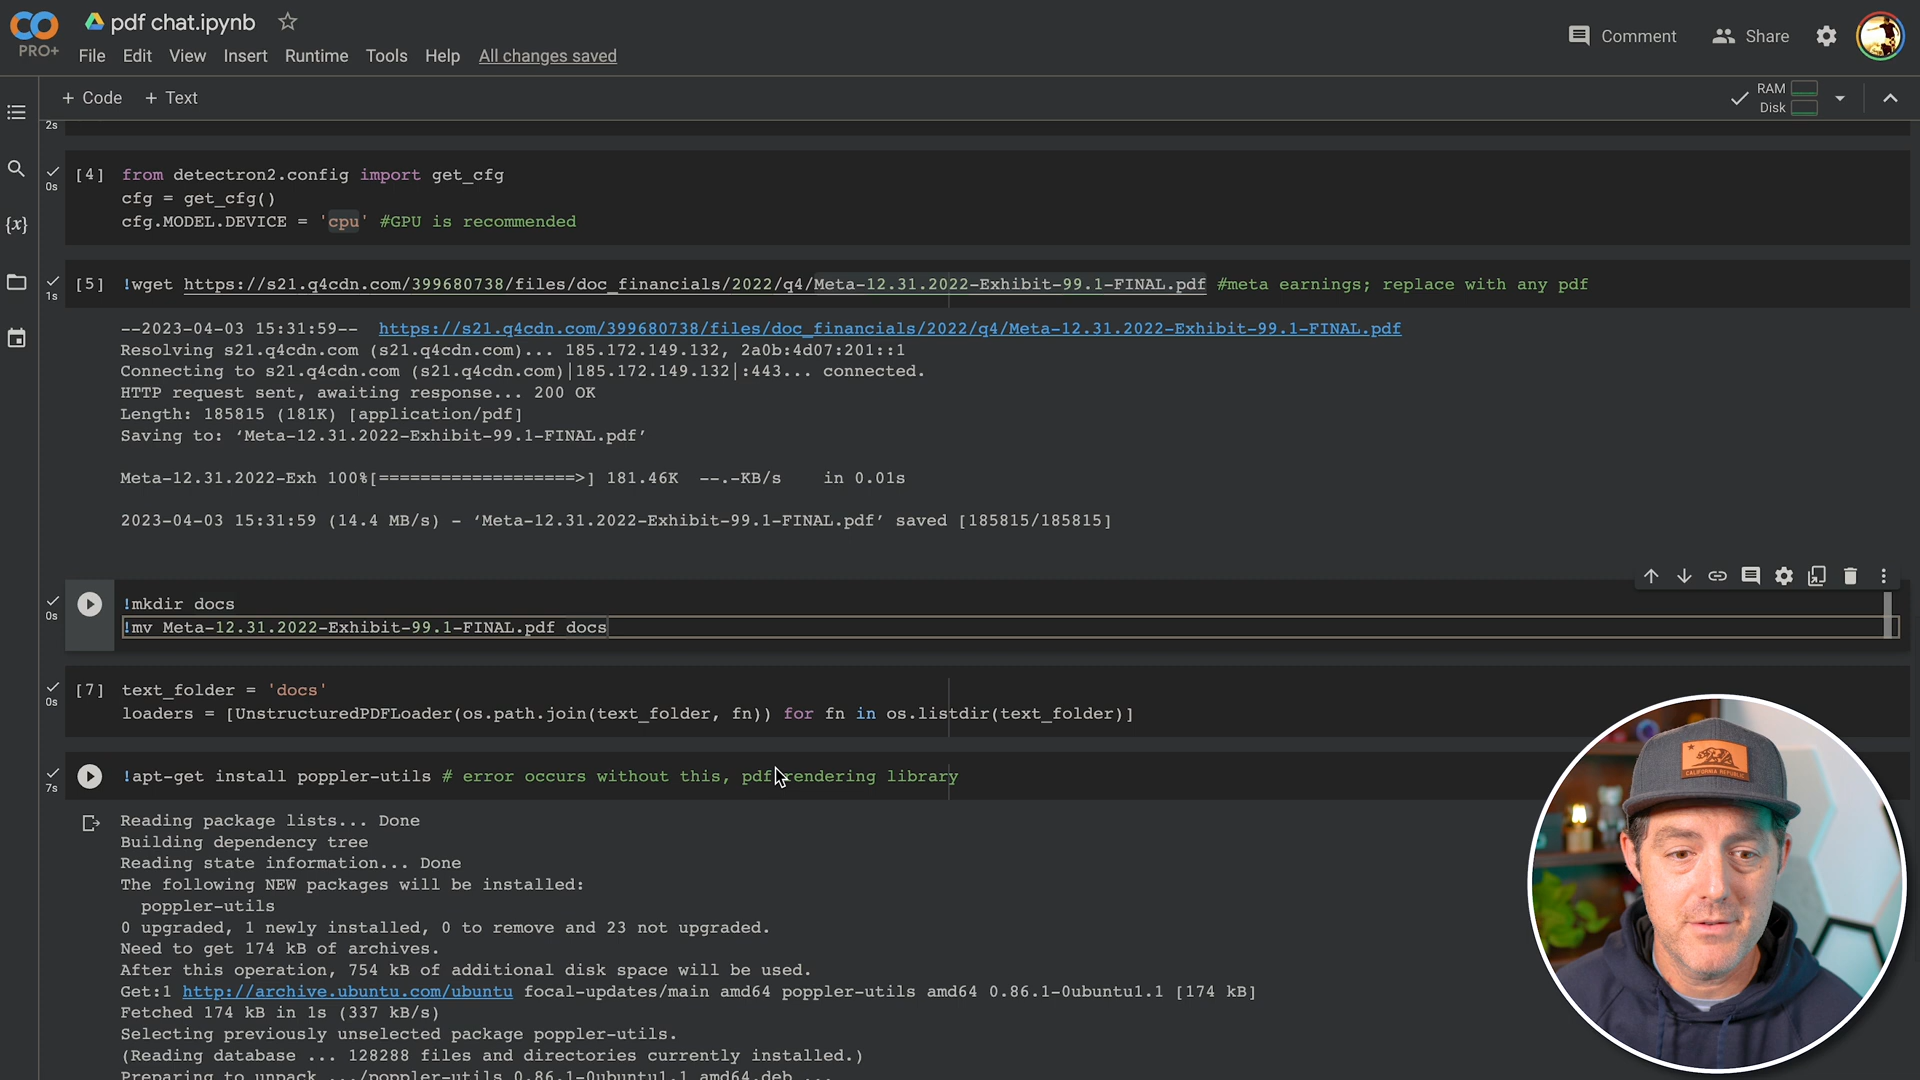 pdf chat.ipynb
PRO+
File Edit View Insert Runtime Tools Help All changes saved
Comment Share
+ Code + Text
RAM
Disk
2s
[4] from detectron2.config import get_cfg
0s
cfg = get_cfg()
cfg.MODEL.DEVICE = 'cpu' #GPU is recommended
[5] !wget https://s21.q4cdn.com/399680738/files/doc_financials/2022/q4/Meta-12.31.2022-Exhibit-99.1-FINAL.pdf #meta earnings; replace with any pdf
1s
--2023-04-03 15:31:59-- https://s21.q4cdn.com/399680738/files/doc_financials/2022/q4/Meta-12.31.2022-Exhibit-99.1-FINAL.pdf
Resolving s21.q4cdn.com (s21.q4cdn.com)... 185.172.149.132, 2a0b:4d07:201::1
Connecting to s21.q4cdn.com (s21.q4cdn.com)|185.172.149.132|:443... connected.
HTTP request sent, awaiting response... 200 OK
Length: 185815 (181K) [application/pdf]
Saving to: ‘Meta-12.31.2022-Exhibit-99.1-FINAL.pdf’
Meta-12.31.2022-Exh 100%[===================>] 181.46K --.-KB/s in 0.01s
2023-04-03 15:31:59 (14.4 MB/s) - ‘Meta-12.31.2022-Exhibit-99.1-FINAL.pdf’ saved [185815/185815]
!mkdir docs
0s
!mv Meta-12.31.2022-Exhibit-99.1-FINAL.pdf docs
[7] text_folder = 'docs'
0s
loaders = [UnstructuredPDFLoader(os.path.join(text_folder, fn)) for fn in os.listdir(text_folder)]
!apt-get install poppler-utils # error occurs without this, pdf rendering library
7s
Reading package lists... Done
Building dependency tree
Reading state information... Done
The following NEW packages will be installed:
poppler-utils
0 upgraded, 1 newly installed, 0 to remove and 23 not upgraded.
Need to get 174 kB of archives.
After this operation, 754 kB of additional disk space will be used.
Get:1 http://archive.ubuntu.com/ubuntu focal-updates/main amd64 poppler-utils amd64 0.86.1-0ubuntu1.1 [174 kB]
Fetched 174 kB in 1s (337 kB/s)
Selecting previously unselected package poppler-utils.
(Reading database ... 128288 files and directories currently installed.)
Preparing to unpack .../poppler-utils_0.86.1-0ubuntu1.1_amd64.deb ...
CALIFORNIA REPUBLIC